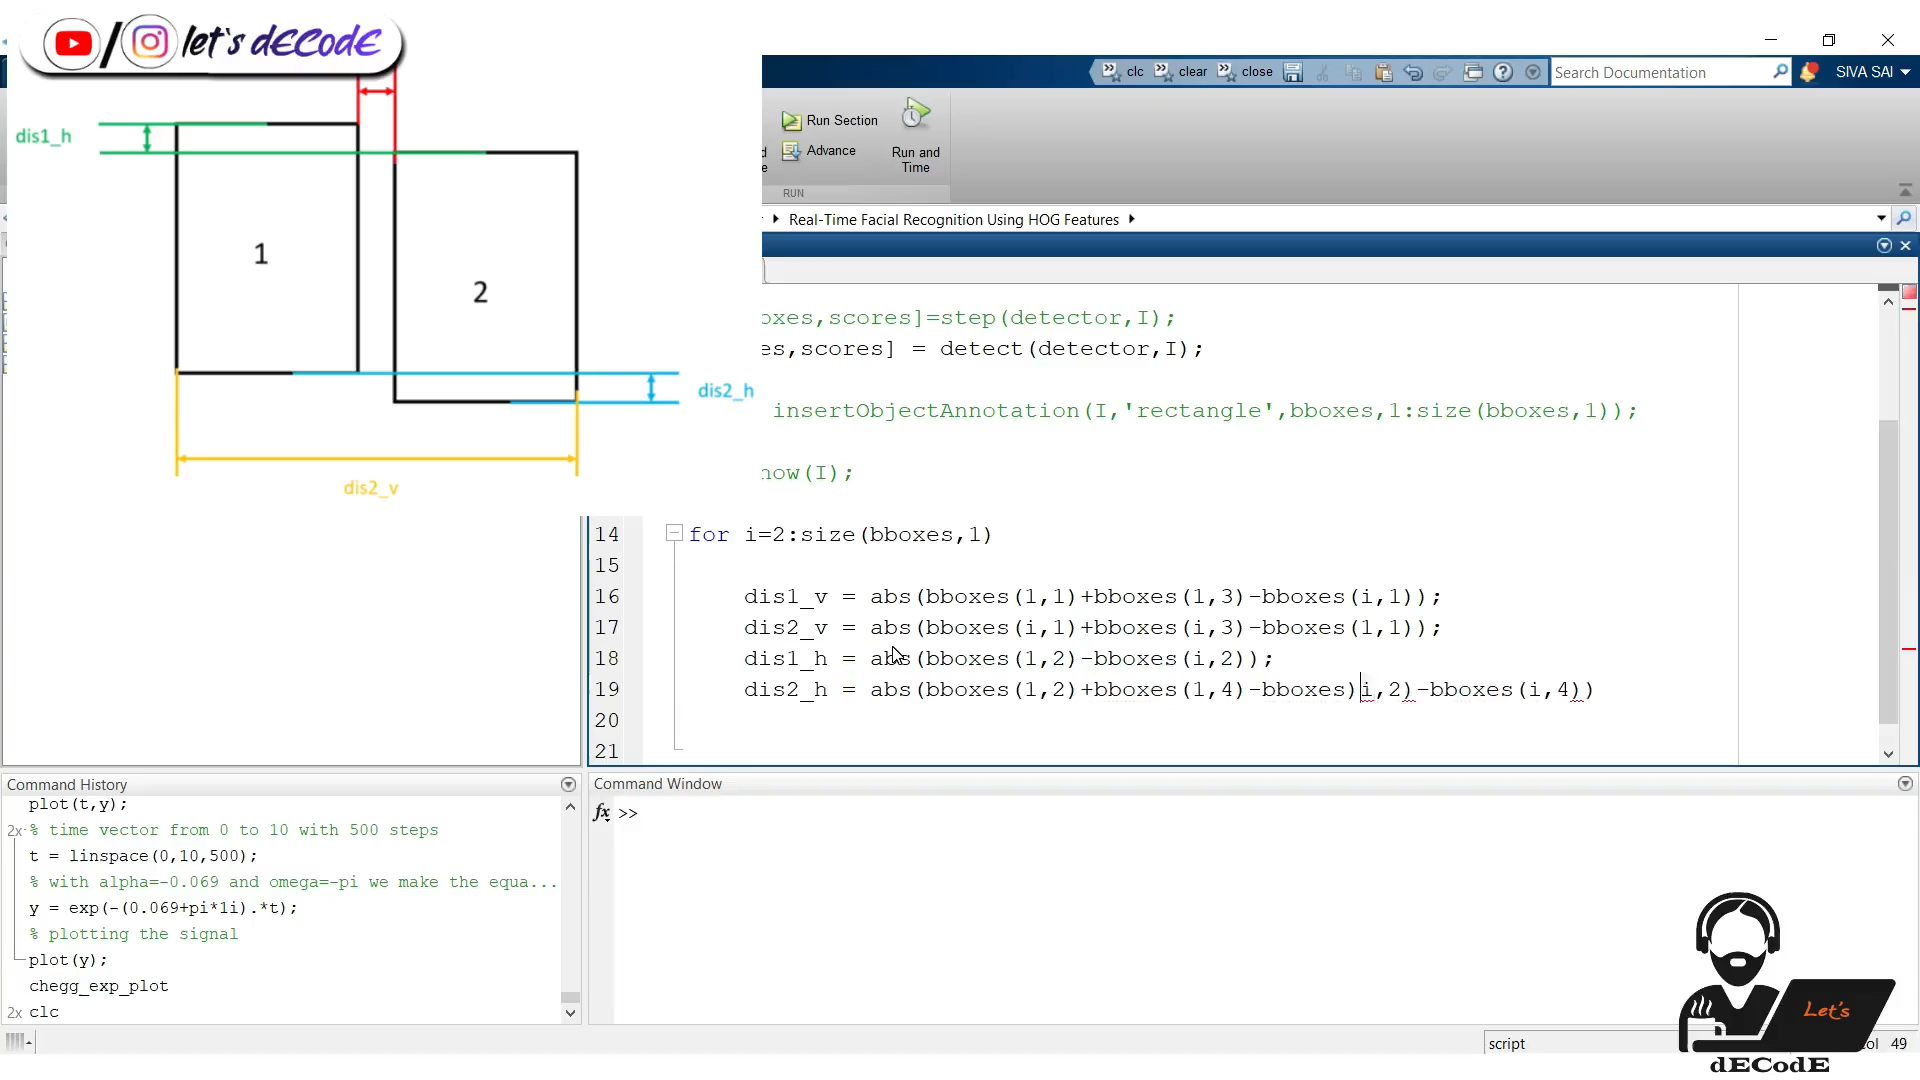 let's dECodE
clc
clear
close
Search Documentation
SIVA SAI
dis1_h
1
2
dis2_h
dis2_v
Run Section
Advance
Run and
Time
RUN
Real-Time Facial Recognition Using HOG Features
oxes,scores]=step(detector,I);
es,scores] = detect(detector,I);
insertObjectAnnotation(I,'rectangle',bboxes,1:size(bboxes,1));
how(I);
14 for i=2:size(bboxes,1)
15
16 dis1_v = abs(bboxes(1,1)+bboxes(1,3)-bboxes(i,1));
17 dis2_v = abs(bboxes(i,1)+bboxes(i,3)-bboxes(1,1));
18 dis1_h = abs(bboxes(1,2)-bboxes(i,2));
19 dis2_h = abs(bboxes(1,2)+bboxes(1,4)-bboxes)i,2)-bboxes(i,4))
20
21
Command History
plot(t,y);
2x % time vector from 0 to 10 with 500 steps
t = linspace(0,10,500);
% with alpha=-0.069 and omega=-pi we make the equa...
y = exp(-(0.069+pi*1i).*t);
% plotting the signal
plot(y);
chegg_exp_plot
2x clc
Command Window
fx >>
script
ol 49
Let's
dECodE